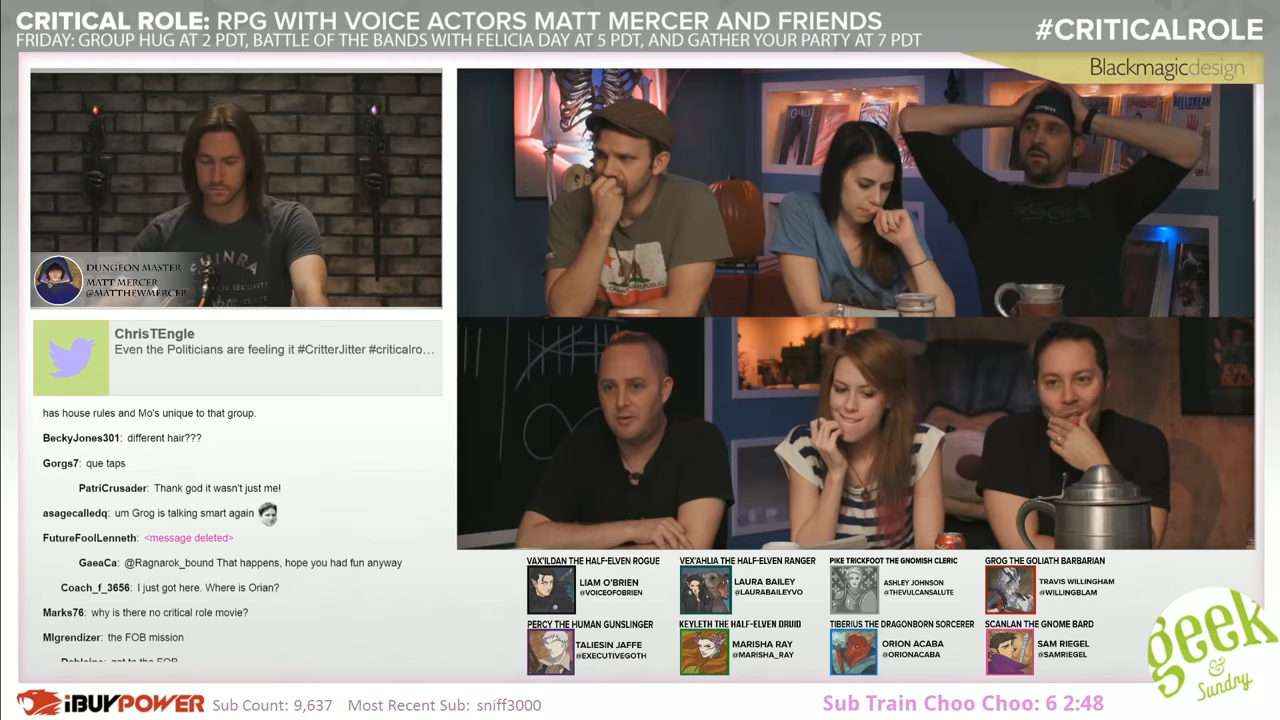 CRITICAL ROLE: RPG WITH VOICE ACTORS MATT MERCER AND FRIENDS
FRIDAY: GROUP HUG AT 2 PDT, BATTLE OF THE BANDS WITH FELICIA DAY AT 5 PDT, AND GATHER YOUR PARTY AT 7 PDT
#CRITICALROLE
Blackmagicdesign
DUNGEON MASTER
MATT MERCER
@MATTHEWMERCER
ChrisTEngle
Even the Politicians are feeling it #CritterJitter #criticalro…
has house rules and Mo's unique to that group.
BeckyJones301: different hair???
Gorgs7: que taps
PatriCrusader: Thank god it wasn't just me!
asagecalledq: um Grog is talking smart again
FutureFoolLenneth: <message deleted>
GaeaCa: @Ragnarok_bound That happens, hope you had fun anyway
Coach_f_3656: I just got here. Where is Orian?
Marks76: why is there no critical role movie?
MIgrendizer: the FOB mission
VAX'ILDAN THE HALF-ELVEN ROGUE
LIAM O'BRIEN
@VOICEOFOBRIEN
VEX'AHLIA THE HALF-ELVEN RANGER
LAURA BAILEY
@LAURABAILEYVO
PIKE TRICKFOOT THE GNOMISH CLERIC
ASHLEY JOHNSON
@THEVULCANSALUTE
GROG THE GOLIATH BARBARIAN
TRAVIS WILLINGHAM
@WILLINGBLAM
PERCY THE HUMAN GUNSLINGER
TALIESIN JAFFE
@EXECUTIVEGOTH
KEYLETH THE HALF-ELVEN DRUID
MARISHA RAY
@MARISHA_RAY
TIBERIUS THE DRAGONBORN SORCERER
ORION ACABA
@ORIONACABA
SCANLAN THE GNOME BARD
SAM RIEGEL
@SAMRIEGEL
geek
&
Sundry
iBUYPOWER
Sub Count: 9,637 Most Recent Sub: sniff3000
Sub Train Choo Choo: 6 2:48